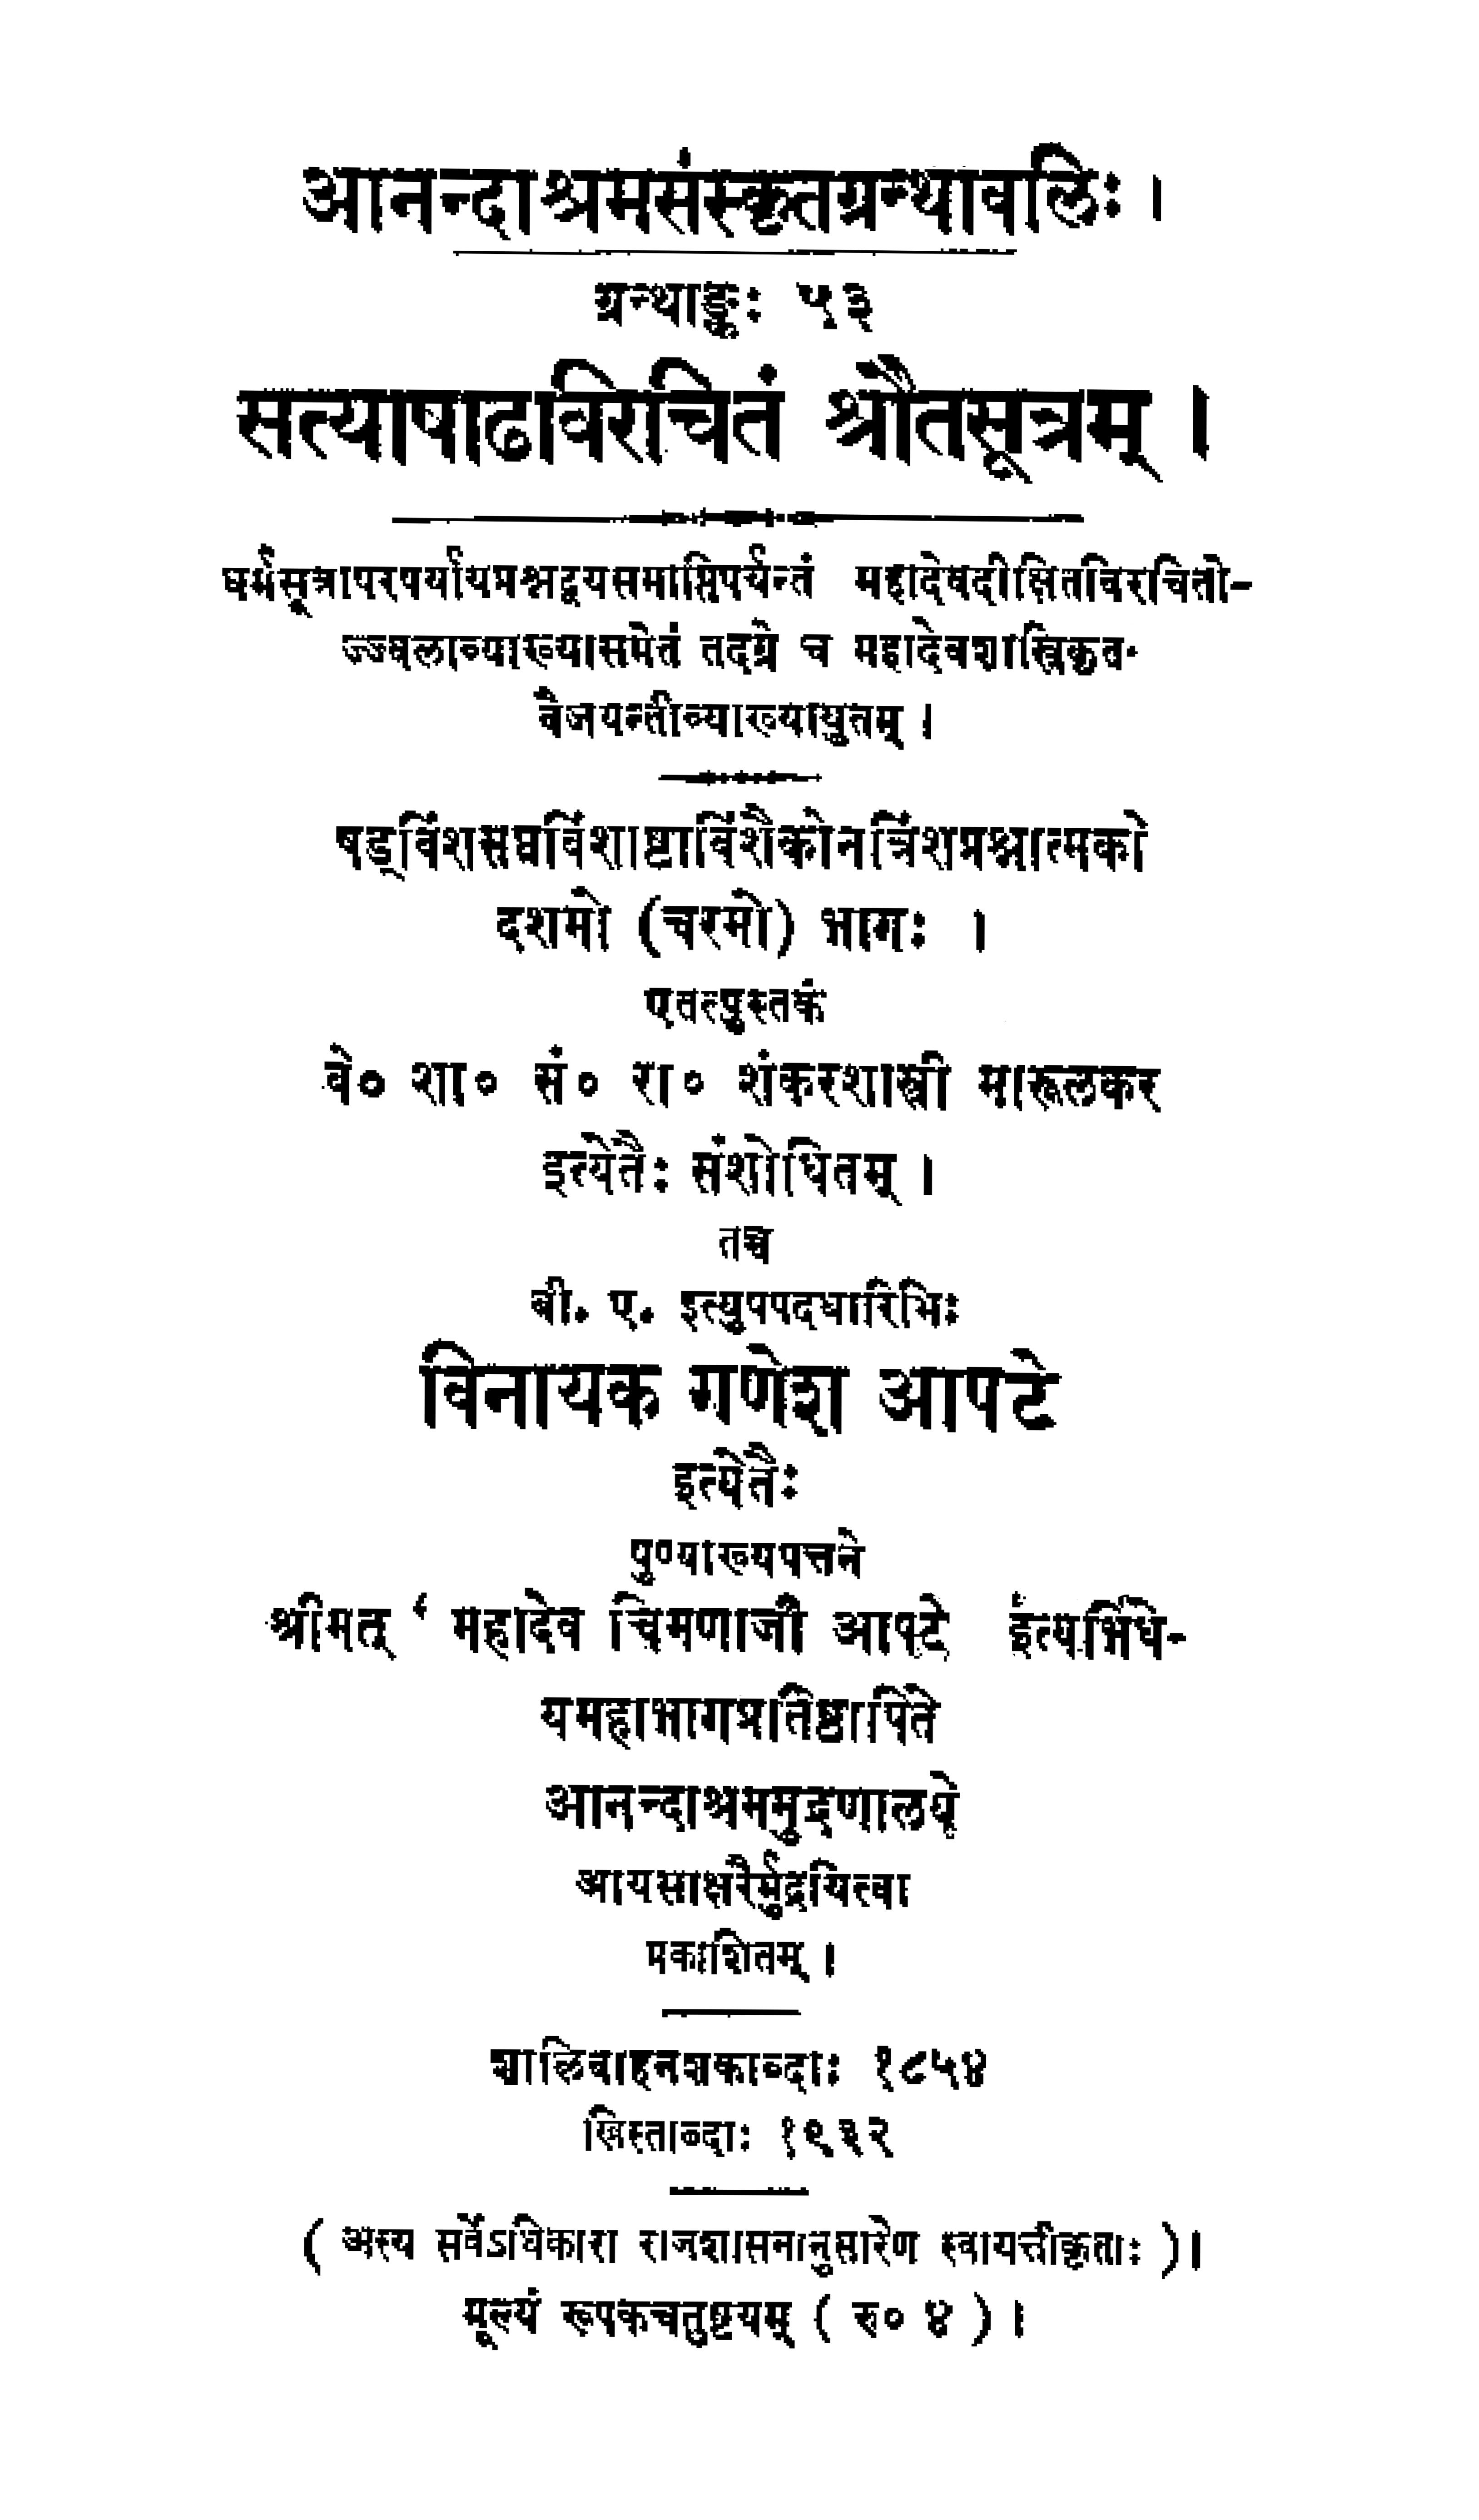 आनन्दाश्रमसंस्कृतग्रन्थावलिः ।
ग्रन्थाङ्कः ५३
सत्याषाढविरचितं श्रौतसूत्रम् ।
धर्मसूत्रापरपर्यायप्रश्नद्वयसमाप्तिपर्यन्तं महादेवदीक्षितविरचितो-
ज्ज्वलाव्याख्यासमेतं तदग्रे च महादेवशास्त्रिकृत-
वैजयन्तीव्याख्यायुतम् ।
षड्विंशसप्तविंशाष्टाविंशैकोनत्रिंशप्रश्नात्मको
दशमो (चरमो) भागः ।
एतत्पुस्तकं
वे० शा० सं० रा० शंकरशास्त्री मारूलकर
इत्येतैः संशोधितम् ।
तच्च
बी. ए. इत्युपपदधारिभिः
विनायक गणेश आपटे
इत्येतैः
पुण्याख्यपत्तने
श्रीमत् ' महादेव चिमणाजी आपटे इत्यभिधे-
यमहाभागप्रतिष्ठापिते
आनन्दाश्रममुद्रणालये
आयसाक्षरैर्मुद्रयित्वा
प्रकाशितम् ।
शालिवाहनशकाब्दाः १८५४
ख्रिस्ताब्दाः १९३२
( अस्य सर्वेऽधिकारा राजशासनानुसारेण स्वायत्तीकृताः )।
मूल्यं रूपकचतुष्टयम् ( रु० ४ ) ।